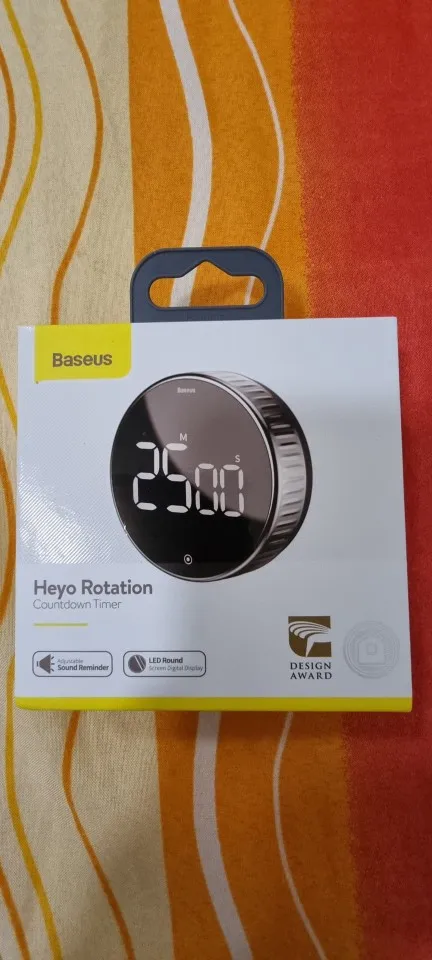 Baseus
Baseus
M
S
25 00
Heyo Rotation
Countdown Timer
Adjustable
Sound Reminder
LED Round
Screen Digital Display
DESIGN
AWARD